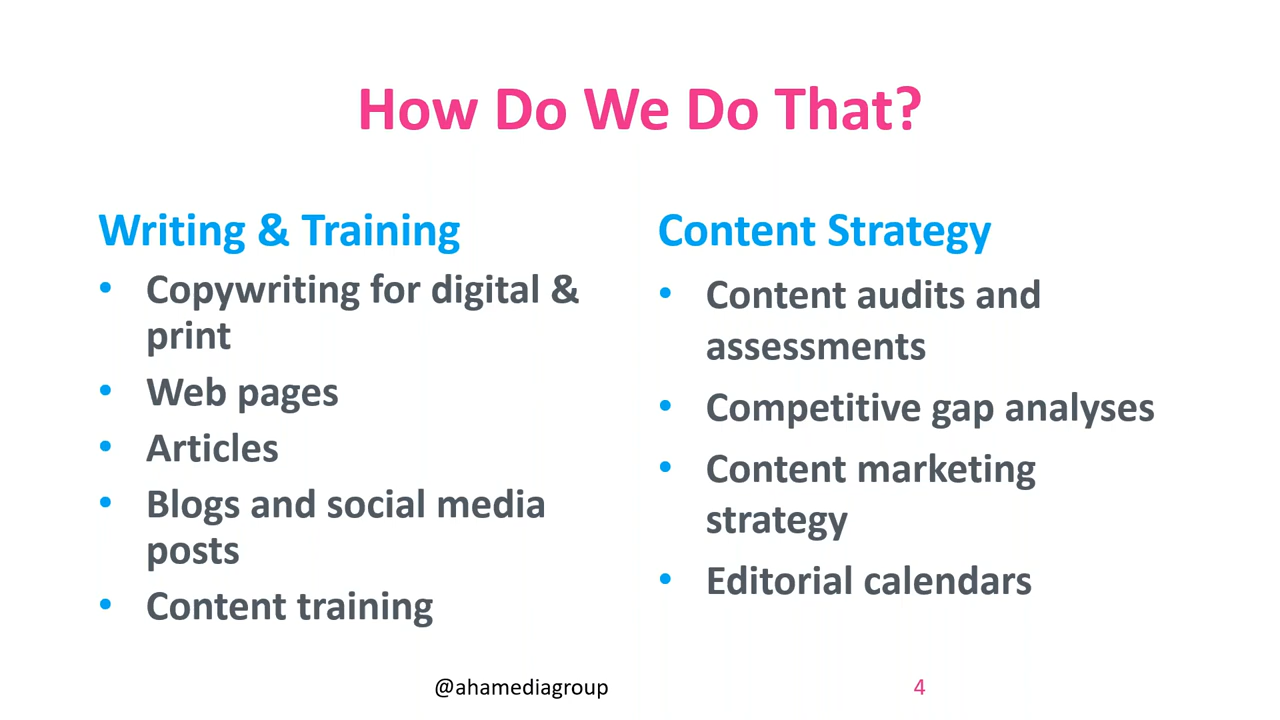 How Do We Do That?
Writing & Training
• Copywriting for digital &
print
• Web pages
• Articles
• Blogs and social media
posts
• Content training
Content Strategy
• Content audits and
assessments
• Competitive gap analyses
• Content marketing
strategy
• Editorial calendars
@ahamediagroup
4